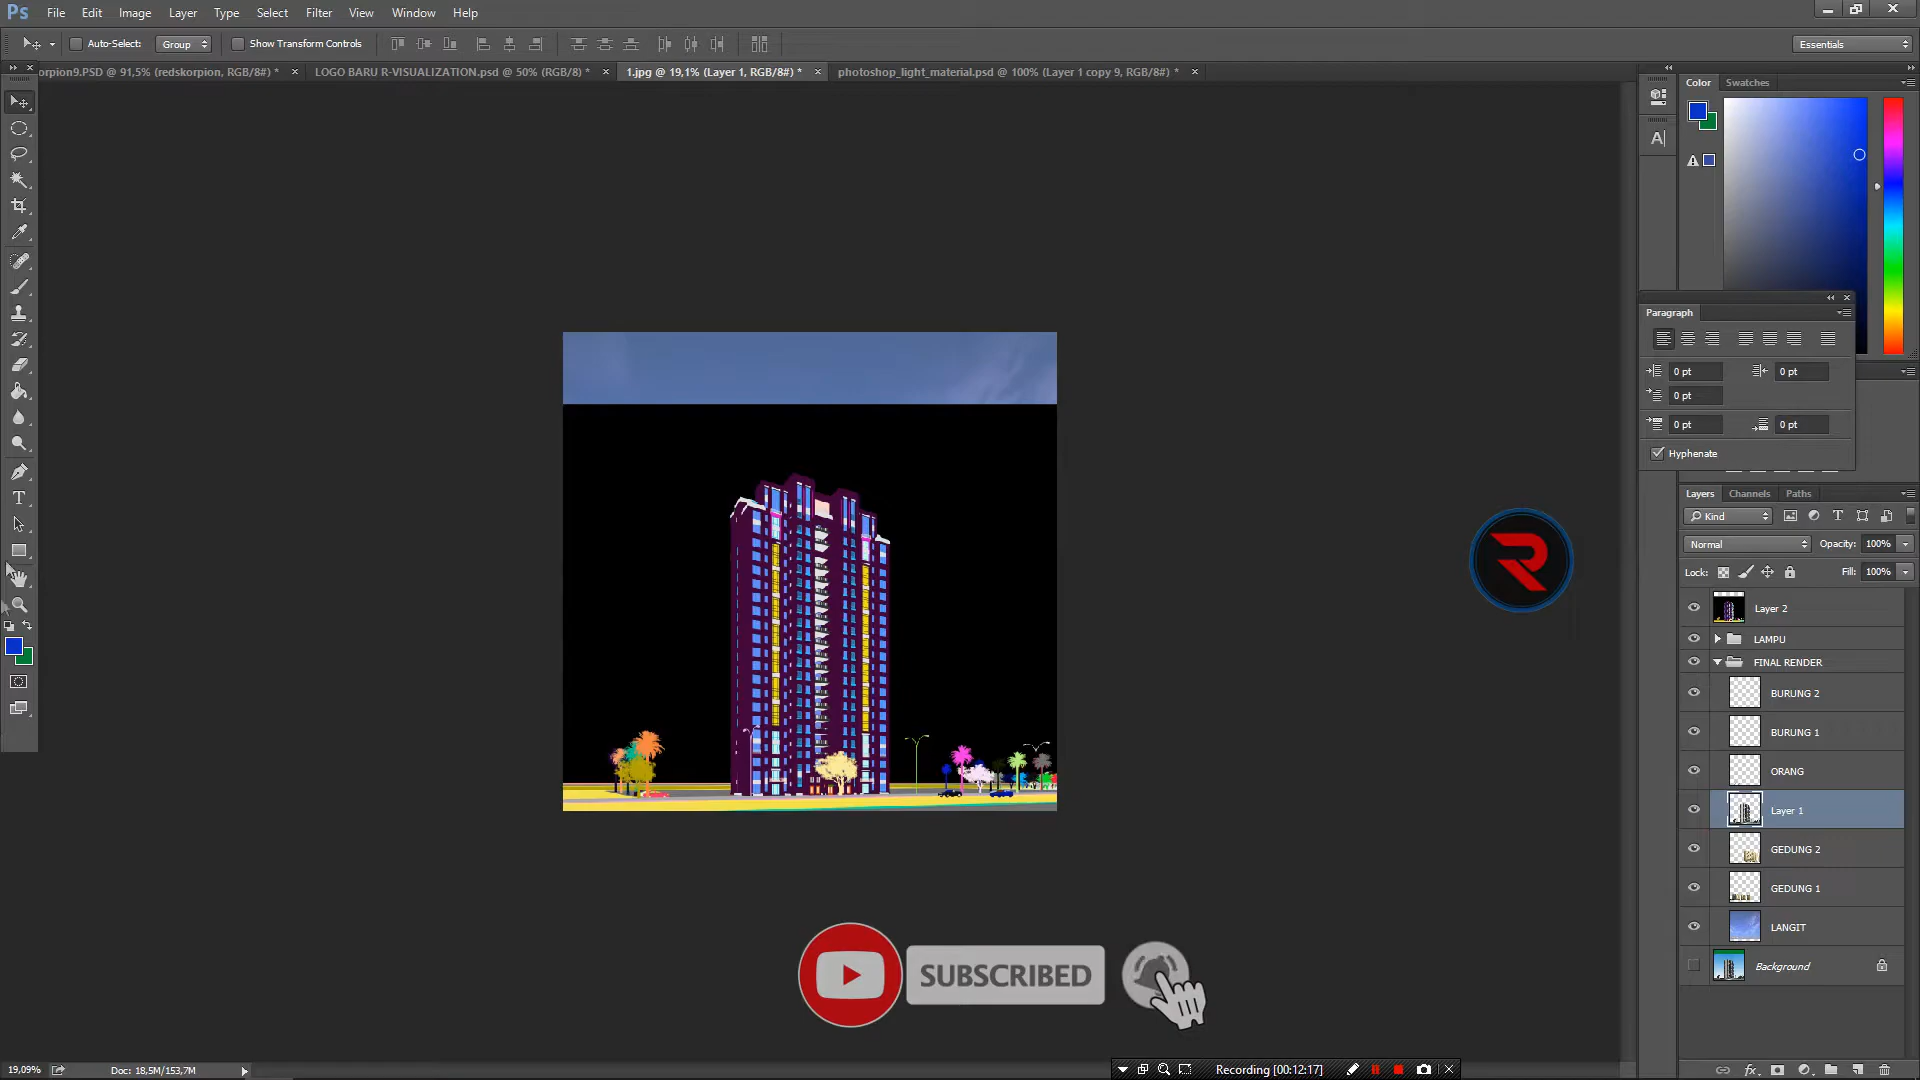 Ps File Edit Image Layer Type Select Filter View Window Help
Auto-Select: Group Show Transform Controls Essentials
orpion9.PSD @ 91,5% (redskorpion, RGB/8#) * LOGO BARU R-VISUALIZATION.psd @ 50% (RGB/8) * 1.jpg @ 19,1% (Layer 1, RGB/8#) * photoshop_light_material.psd @ 100% (Layer 1 copy 9, RGB/8#) *
Color Swatches
Paragraph
0 pt 0 pt
0 pt
0 pt 0 pt
Hyphenate
Layers Channels Paths
Kind
Normal Opacity: 100%
Lock: Fill: 100%
Layer 2
LAMPU
FINAL RENDER
BURUNG 2
BURUNG 1
ORANG
Layer 1
GEDUNG 2
GEDUNG 1
LANGIT
Background
R
SUBSCRIBED
19,09% Doc: 18,5M/153,7M
Recording [00:12:17]